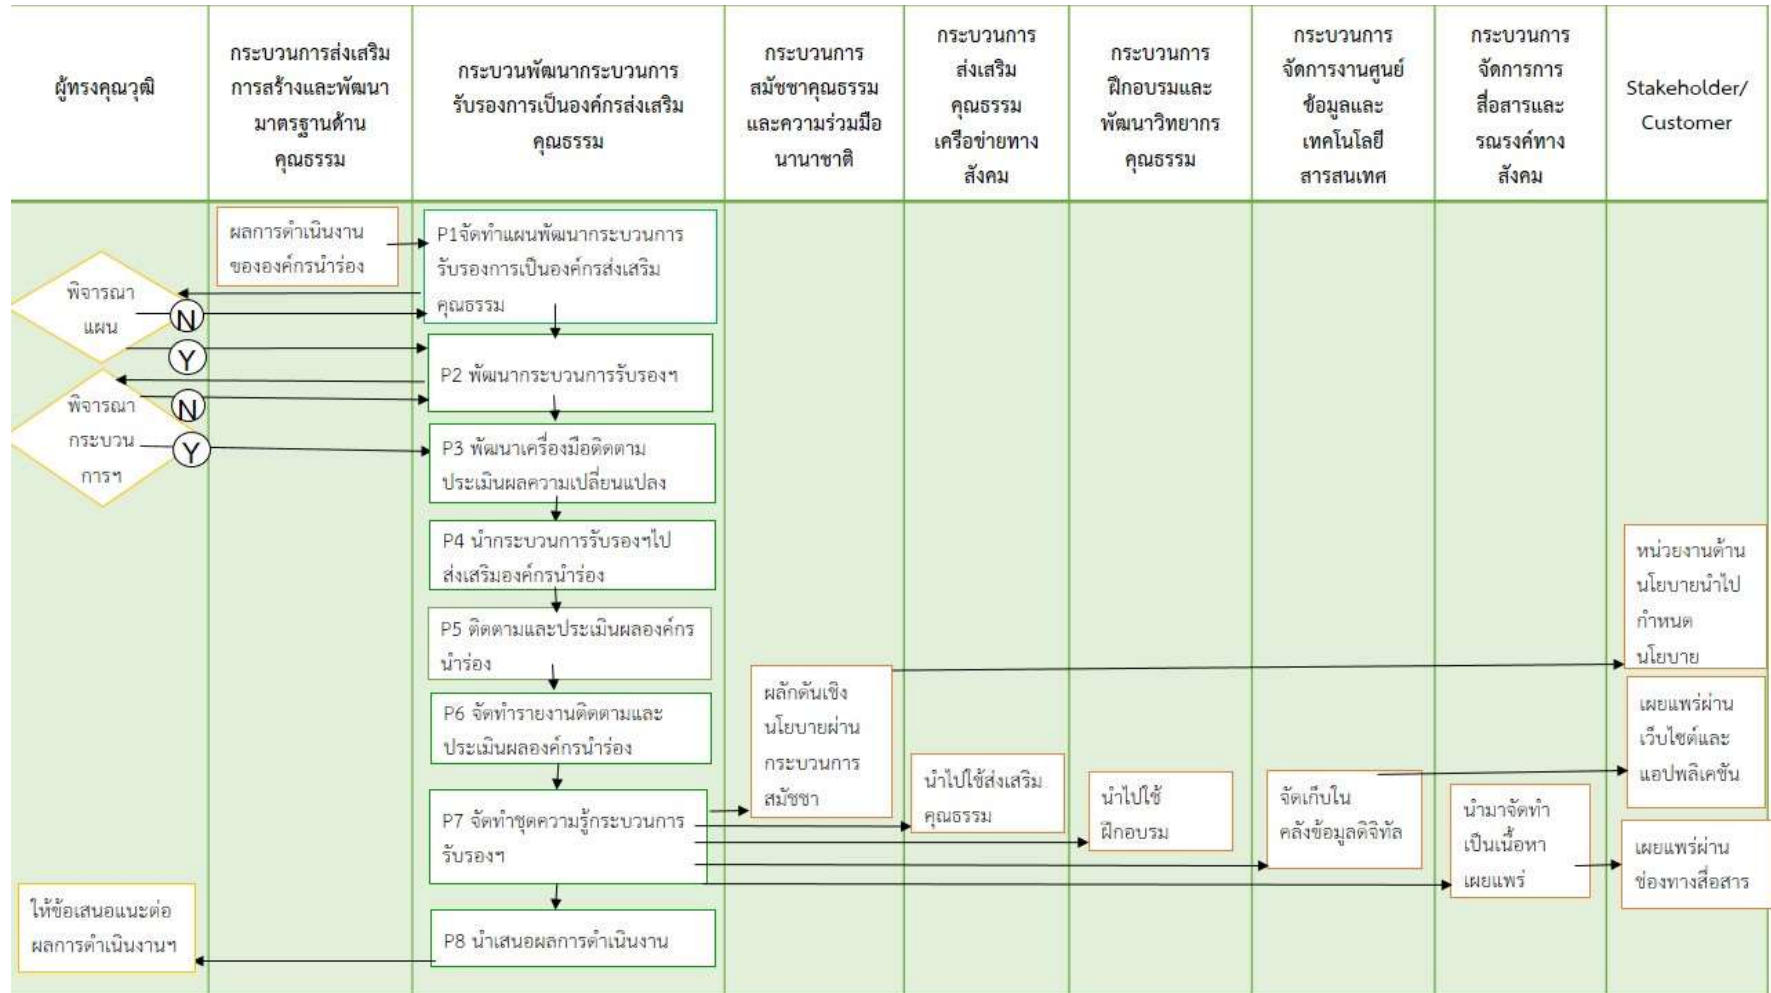 ผู้ทรงคุณวุฒิ
กระบวนการส่งเสริม
การสร้างและพัฒนา
มาตรฐานด้าน
คุณธรรม
กระบวนพัฒนากระบวนการ
รับรองการเป็นองค์กรส่งเสริม
คุณธรรม
กระบวนการ
สมัชชาคุณธรรม
และความร่วมมือ
นานาชาติ
กระบวนการ
ส่งเสริม
คุณธรรม
เครือข่ายทาง
สังคม
กระบวนการ
ฝึกอบรมและ
พัฒนาวิทยากร
คุณธรรม
กระบวนการ
จัดการงานศูนย์
ข้อมูลและ
เทคโนโลยี
สารสนเทศ
กระบวนการ
จัดการการ
สื่อสารและ
รณรงค์ทาง
สังคม
Stakeholder/
Customer
ผลการดำเนินงาน
ขององค์กรนำร่อง
P1จัดทำแผนพัฒนากระบวนการ
รับรองการเป็นองค์กรส่งเสริม
คุณธรรม
พิจารณา
แผน
N
Y
P2 พัฒนากระบวนการรับรองฯ
พิจารณา
กระบวน
การฯ
N
Y
P3 พัฒนาเครื่องมือติดตาม
ประเมินผลความเปลี่ยนแปลง
P4 นำกระบวนการรับรองฯไป
ส่งเสริมองค์กรนำร่อง
P5 ติดตามและประเมินผลองค์กร
นำร่อง
P6 จัดทำรายงานติดตามและ
ประเมินผลองค์กรนำร่อง
P7 จัดทำชุดความรู้กระบวนการ
รับรองฯ
P8 นำเสนอผลการดำเนินงาน
ให้ข้อเสนอแนะต่อ
ผลการดำเนินงานฯ
ผลักดันเชิง
นโยบายผ่าน
กระบวนการ
สมัชชา
นำไปใช้ส่งเสริม
คุณธรรม
นำไปใช้
ฝึกอบรม
จัดเก็บใน
คลังข้อมูลดิจิทัล
นำมาจัดทำ
เป็นเนื้อหา
เผยแพร่
หน่วยงานด้าน
นโยบายนำไป
กำหนด
นโยบาย
เผยแพร่ผ่าน
เว็บไซต์และ
แอปพลิเคชัน
เผยแพร่ผ่าน
ช่องทางสื่อสาร